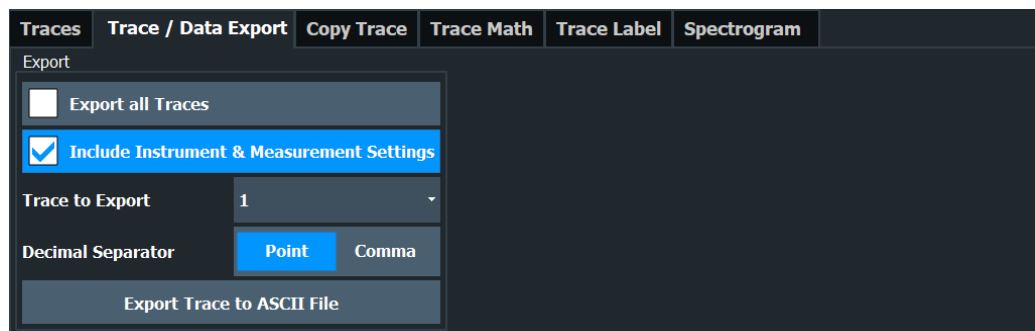 Traces Trace / Data Export Copy Trace Trace Math Trace Label Spectrogram
Export
Export all Traces
Include Instrument & Measurement Settings
Trace to Export 1
Decimal Separator Point Comma
Export Trace to ASCII File